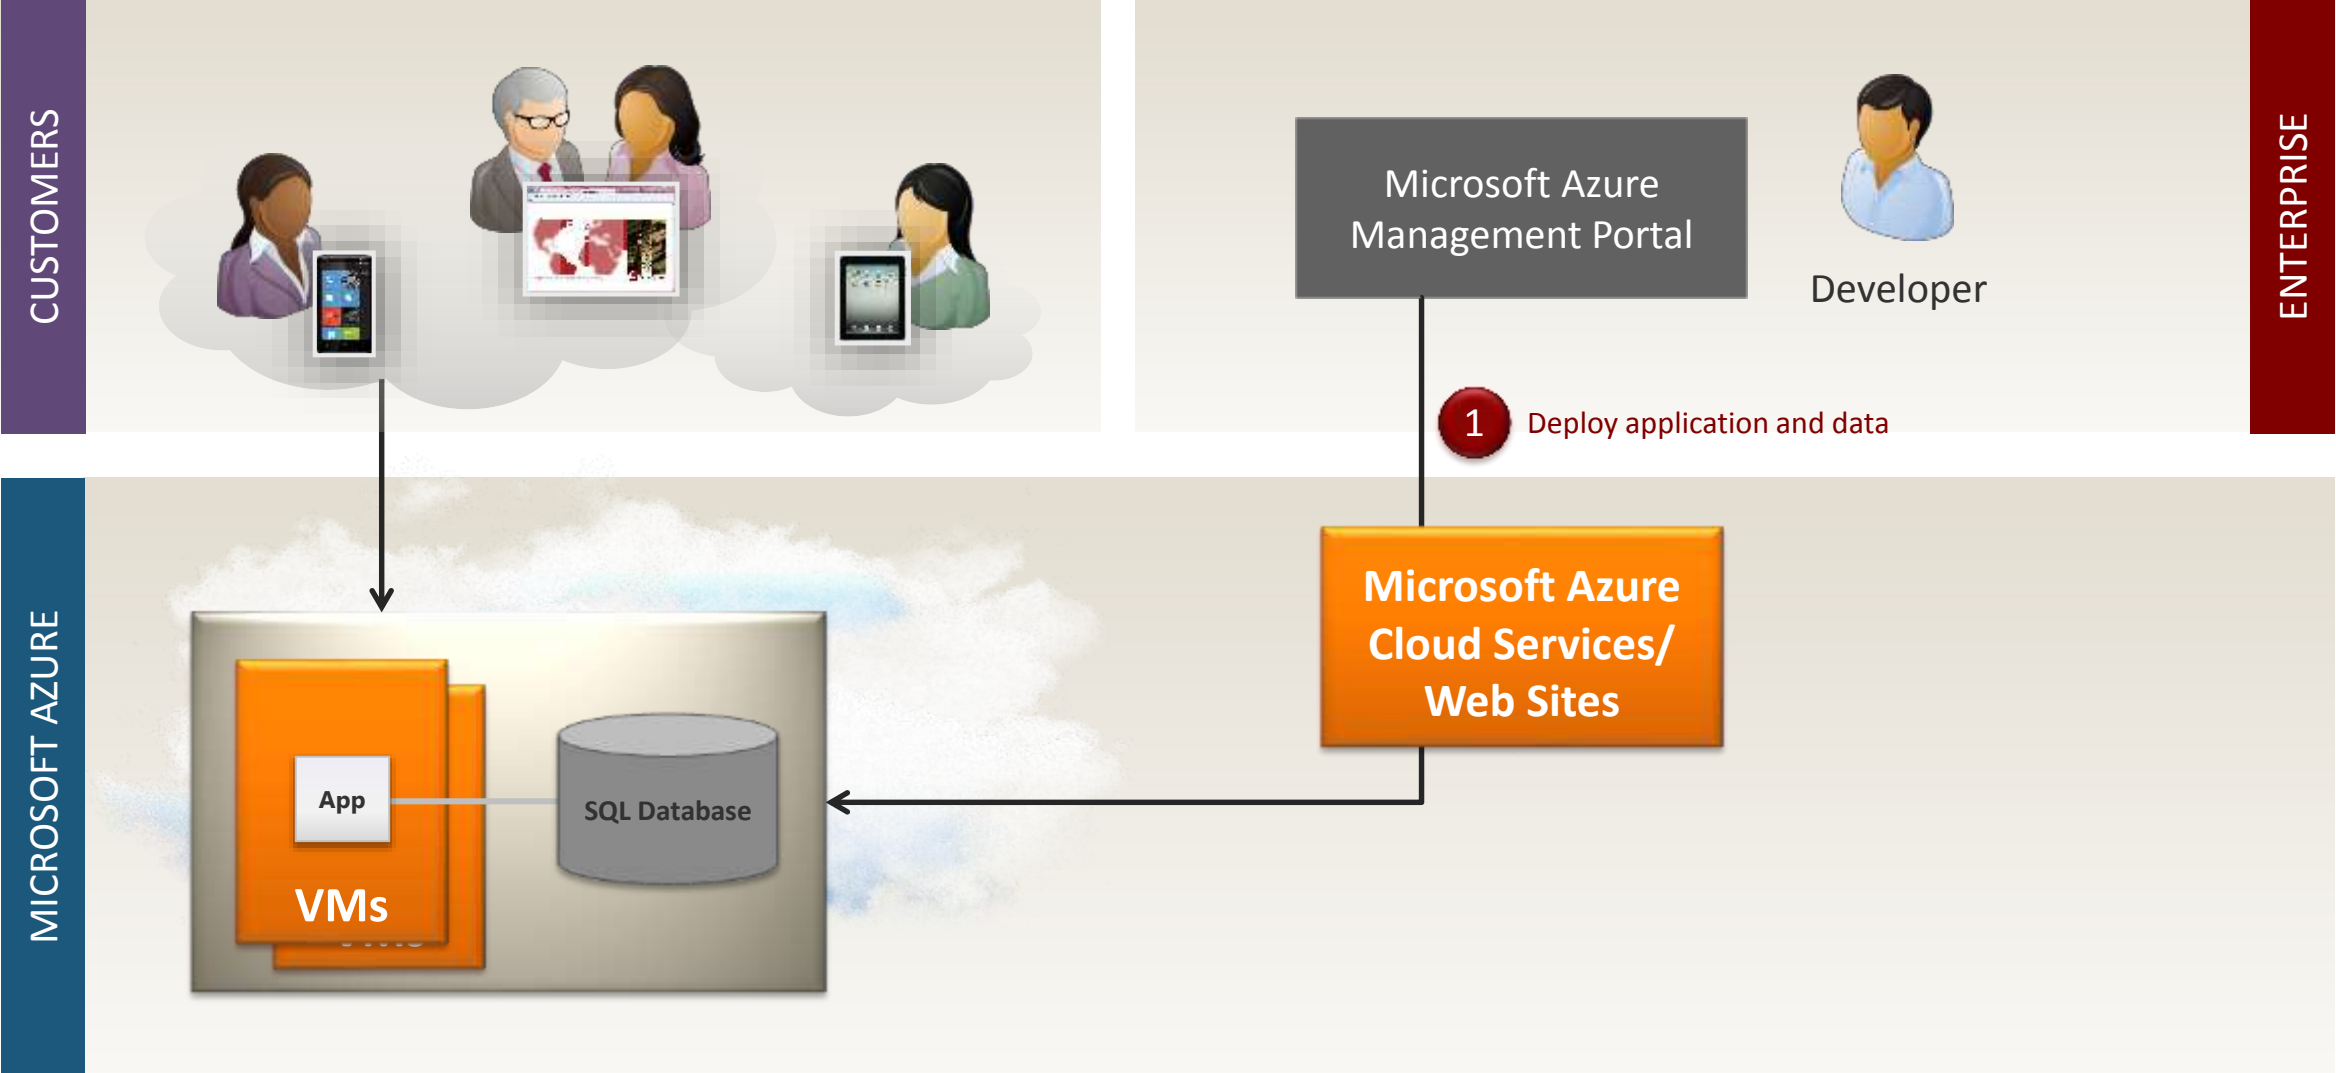 CUSTOMERS
Microsoft Azure
Management Portal
Developer
ENTERPRISE
1
Deploy application and data
MICROSOFT AZURE
Microsoft Azure
Cloud Services/
Web Sites
App
SQL Database
VMs